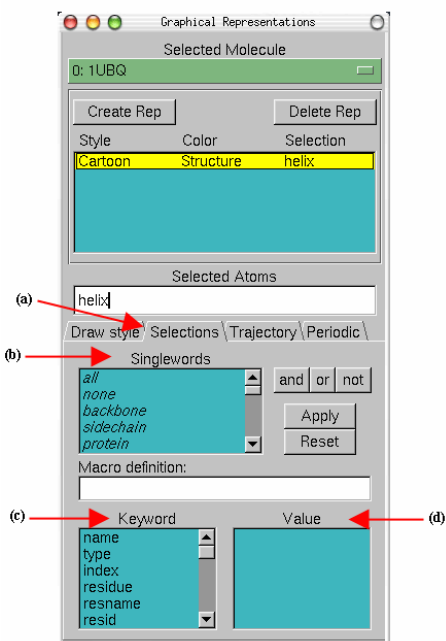 Graphical Representations
Selected Molecule
0: 1UBQ
Create Rep Delete Rep
Style Color Selection
Cartoon Structure helix
Selected Atoms
(a)
helix
Draw style Selections Trajectory Periodic
(b)
Singlewords
all
none
backbone
sidechain
protein
and or not
Apply
Reset
Macro definition:
(c) Keyword Value (d)
name
type
index
residue
resname
resid